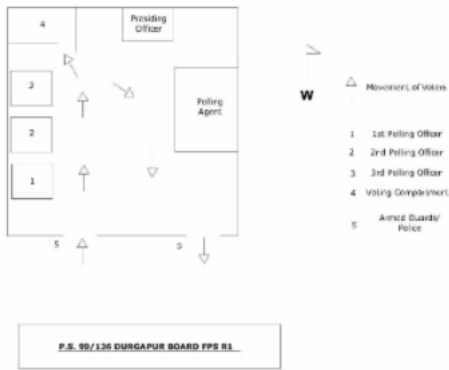 4
Presiding
Officer
3
Polling
Agent
2
1
5
5
W
Movement of Voters
1 1st Polling Officer
2 2nd Polling Officer
3 3rd Polling Officer
4 Voting Compartment
5 Armed Guards/
Police
P.S. 99/136 DURGAPUR BOARD FPS R1